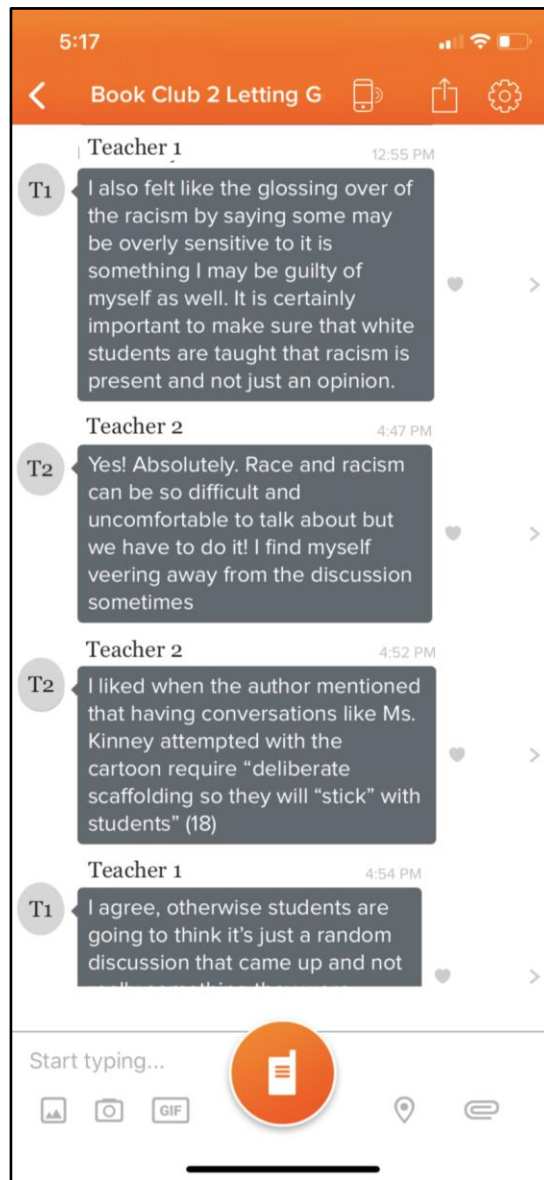 5:17
Book Club 2 Letting G
Teacher 1
12:55 PM
T1
I also felt like the glossing over of
the racism by saying some may
be overly sensitive to it is
something I may be guilty of
myself as well. It is certainly
important to make sure that white
students are taught that racism is
present and not just an opinion.
Teacher 2
4:47 PM
T2
Yes! Absolutely. Race and racism
can be so difficult and
uncomfortable to talk about but
we have to do it! I find myself
veering away from the discussion
sometimes
Teacher 2
4:52 PM
T2
I liked when the author mentioned
that having conversations like Ms.
Kinney attempted with the
cartoon require “deliberate
scaffolding so they will “stick” with
students” (18)
Teacher 1
4:54 PM
T1
I agree, otherwise students are
going to think it’s just a random
discussion that came up and not
Start typing...
GIF